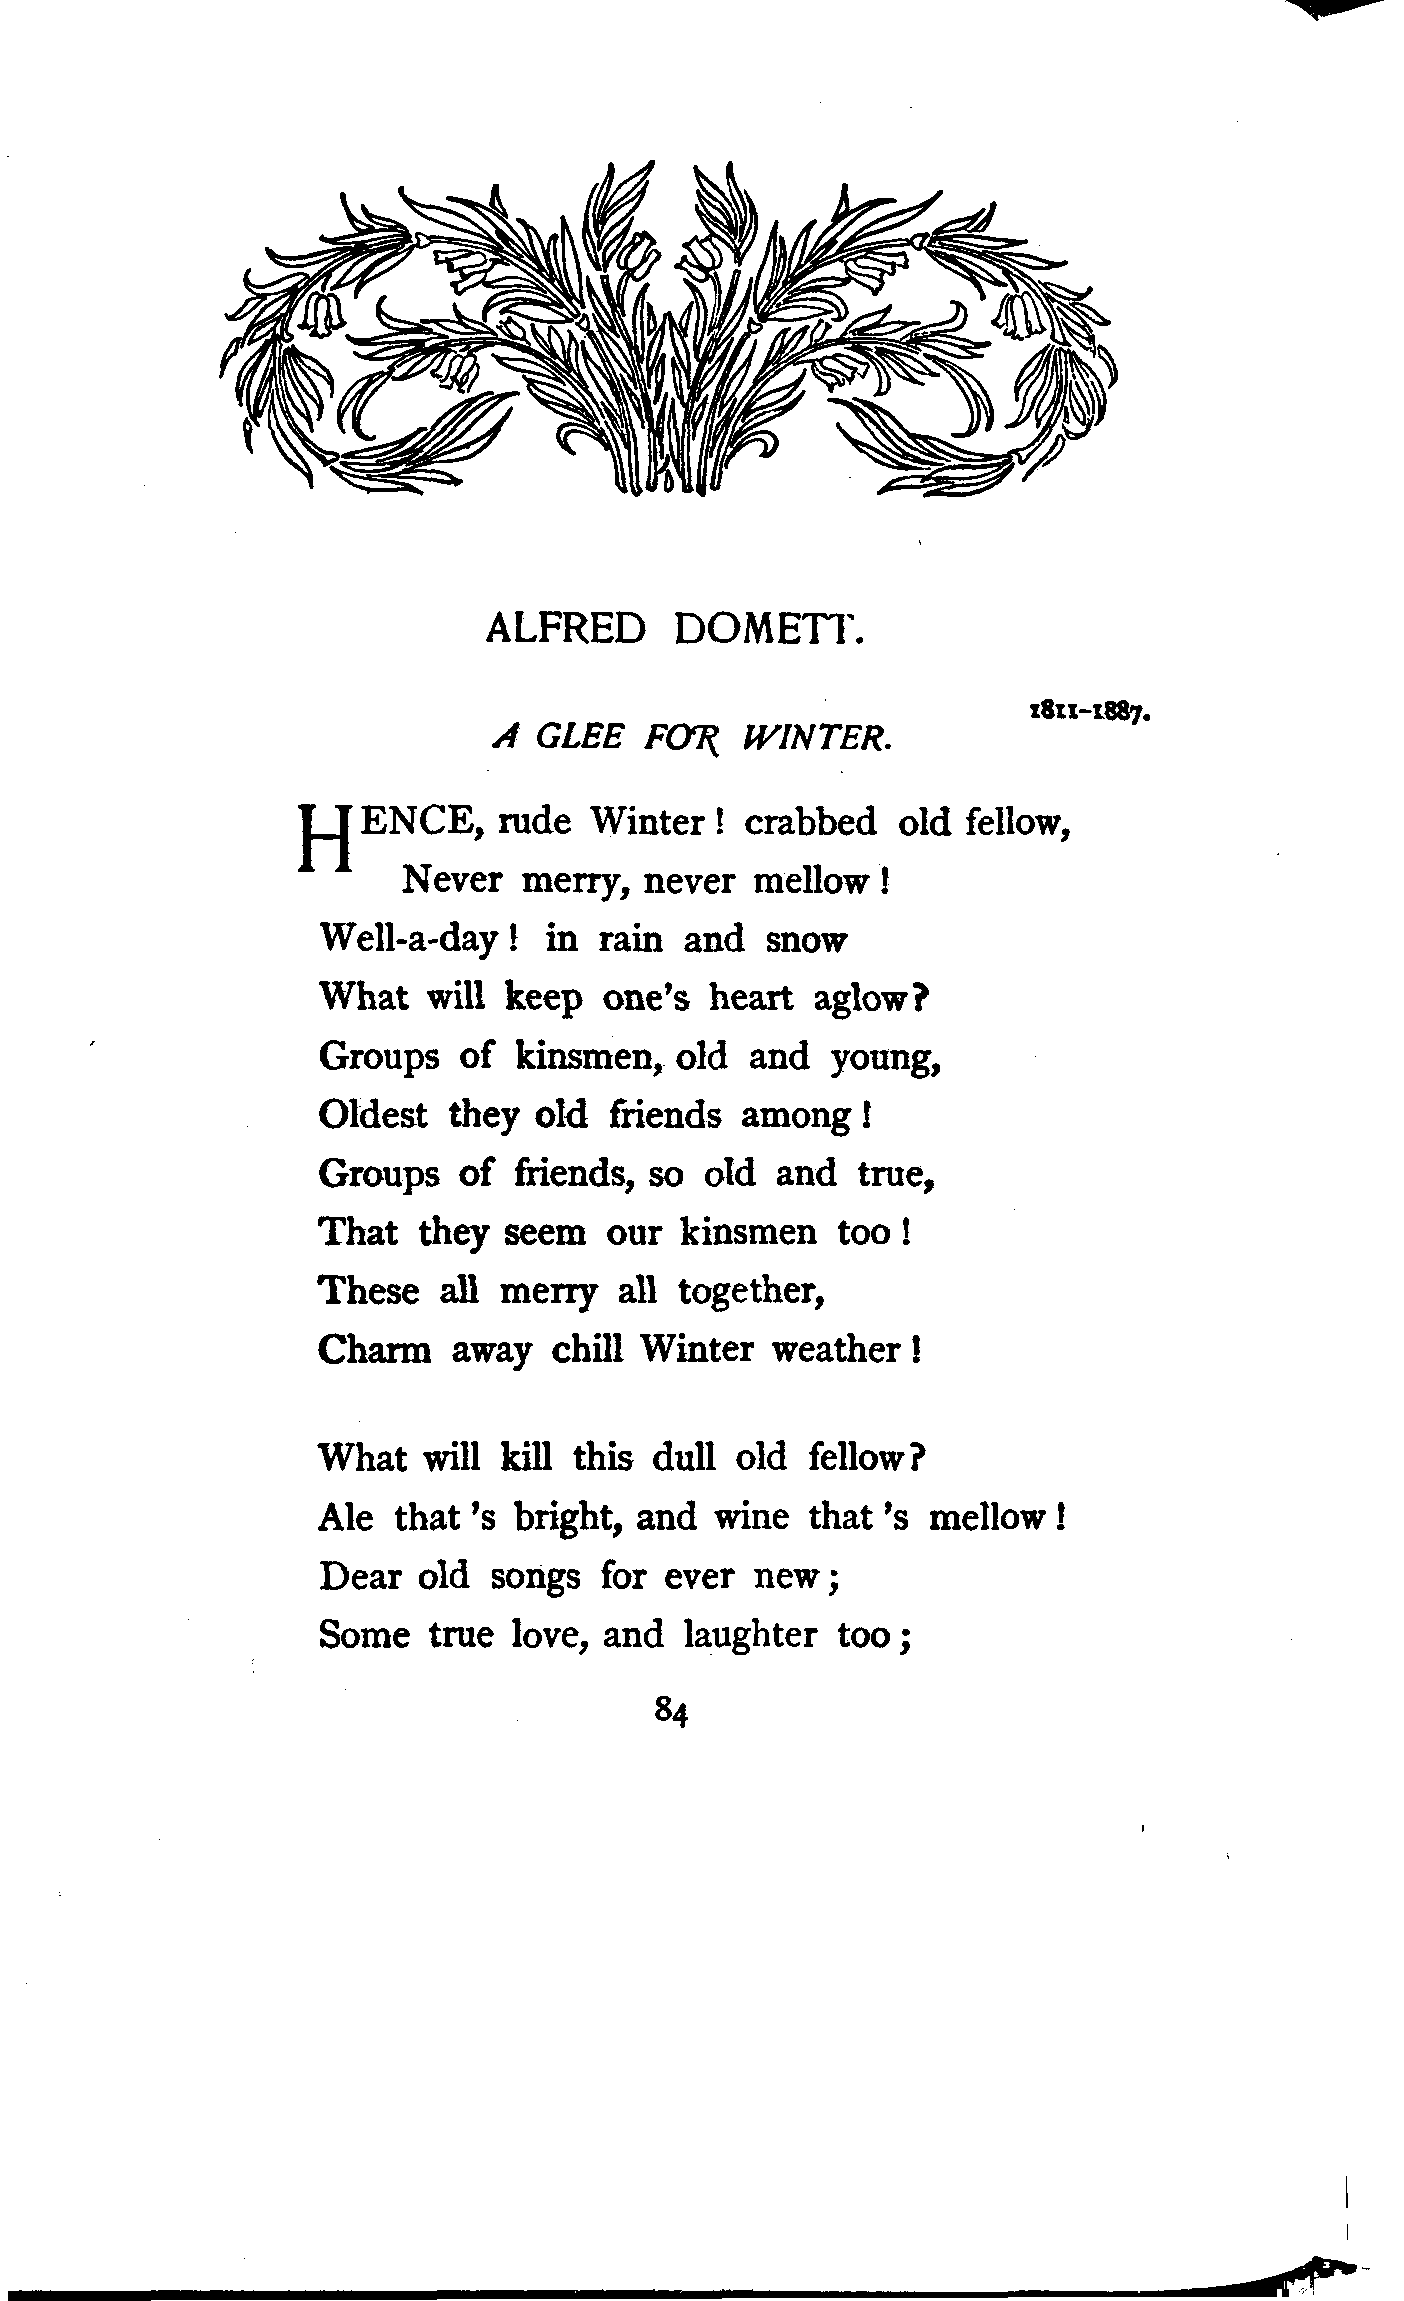 ALFRED DOMETT.
1811–1887.
A GLEE FOR WINTER.
HENCE, rude Winter! crabbed old fellow,
Never merry, never mellow!
Well-a-day! in rain and snow
What will keep one's heart aglow?
Groups of kinsmen, old and young,
Oldest they old friends among!
Groups of friends, so old and true,
That they seem our kinsmen too!
These all merry all together,
Charm away chill Winter weather!
What will kill this dull old fellow?
Ale that's bright, and wine that's mellow!
Dear old songs for ever new;
Some true love, and laughter too;
84